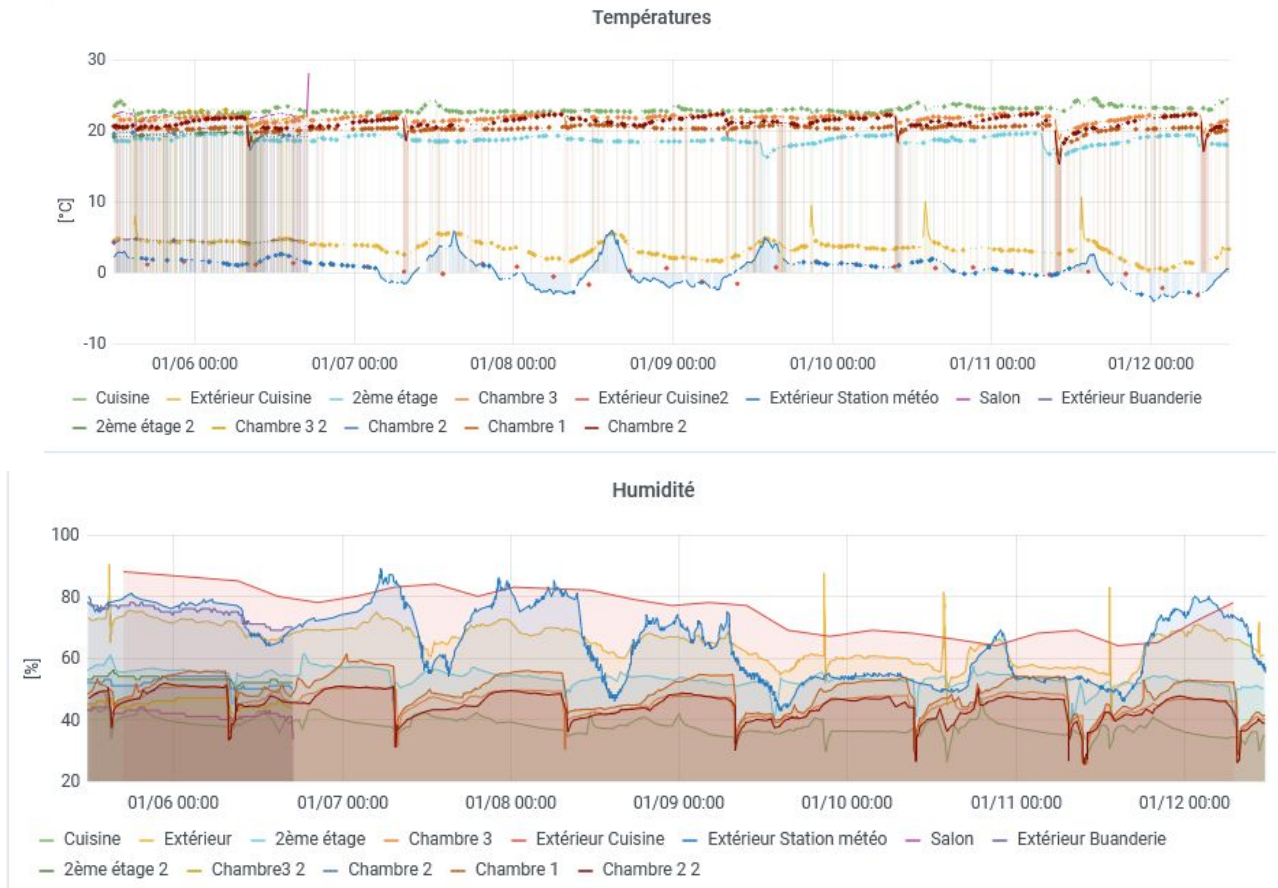 Températures
30
20
10
0
-10
[°C]
01/06 00:00 01/07 00:00 01/08 00:00 01/09 00:00 01/10 00:00 01/11 00:00 01/12 00:00
Cuisine Extérieur Cuisine 2ème étage Chambre 3 Extérieur Cuisine2 Extérieur Station météo Salon Extérieur Buanderie
2ème étage 2 Chambre 3 2 Chambre 2 Chambre 1 Chambre 2
Humidité
100
80
60
40
20
[%]
01/06 00:00 01/07 00:00 01/08 00:00 01/09 00:00 01/10 00:00 01/11 00:00 01/12 00:00
Cuisine Extérieur 2ème étage Chambre 3 Extérieur Cuisine Extérieur Station météo Salon Extérieur Buanderie
2ème étage 2 Chambre3 2 Chambre 2 Chambre 1 Chambre 2 2